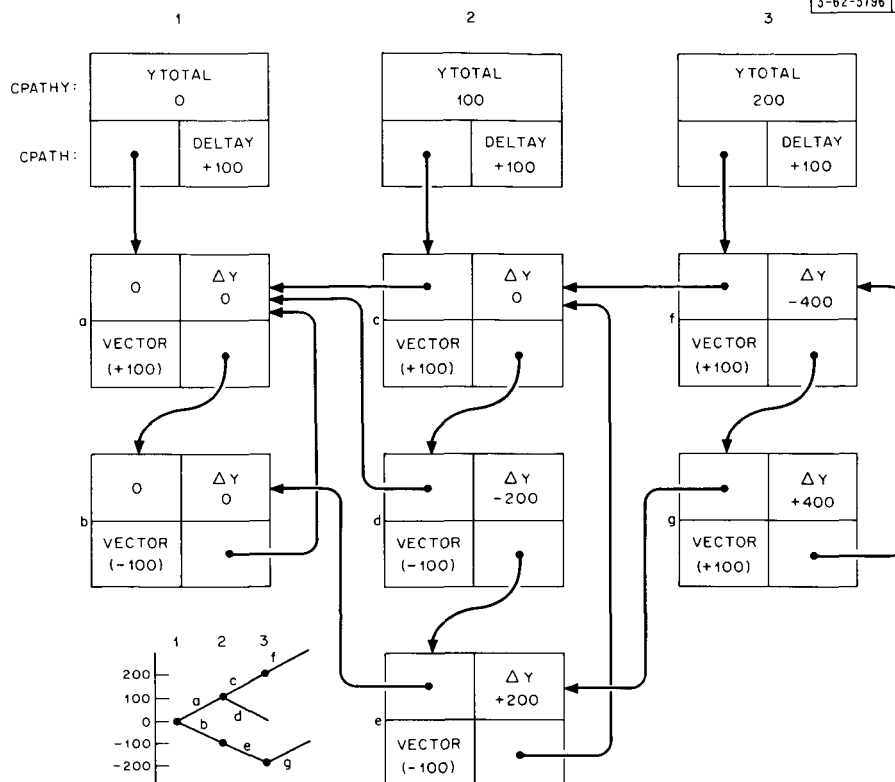 3-62-3796
1 2 3
CPATHY: YTOTAL YTOTAL YTOTAL
0 100 200
CPATH: DELTAY DELTAY DELTAY
+100 +100 +100
0 ΔY ΔY ΔY
0 0 -400
a c f
VECTOR VECTOR VECTOR
(+100) (+100) (+100)
0 ΔY ΔY ΔY
0 -200 +400
b d g
VECTOR VECTOR VECTOR
(-100) (-100) (+100)
ΔY
+200
e
VECTOR
(-100)
1 2 3
f
200 c
100 a
d
0
b
-100 e
-200 g